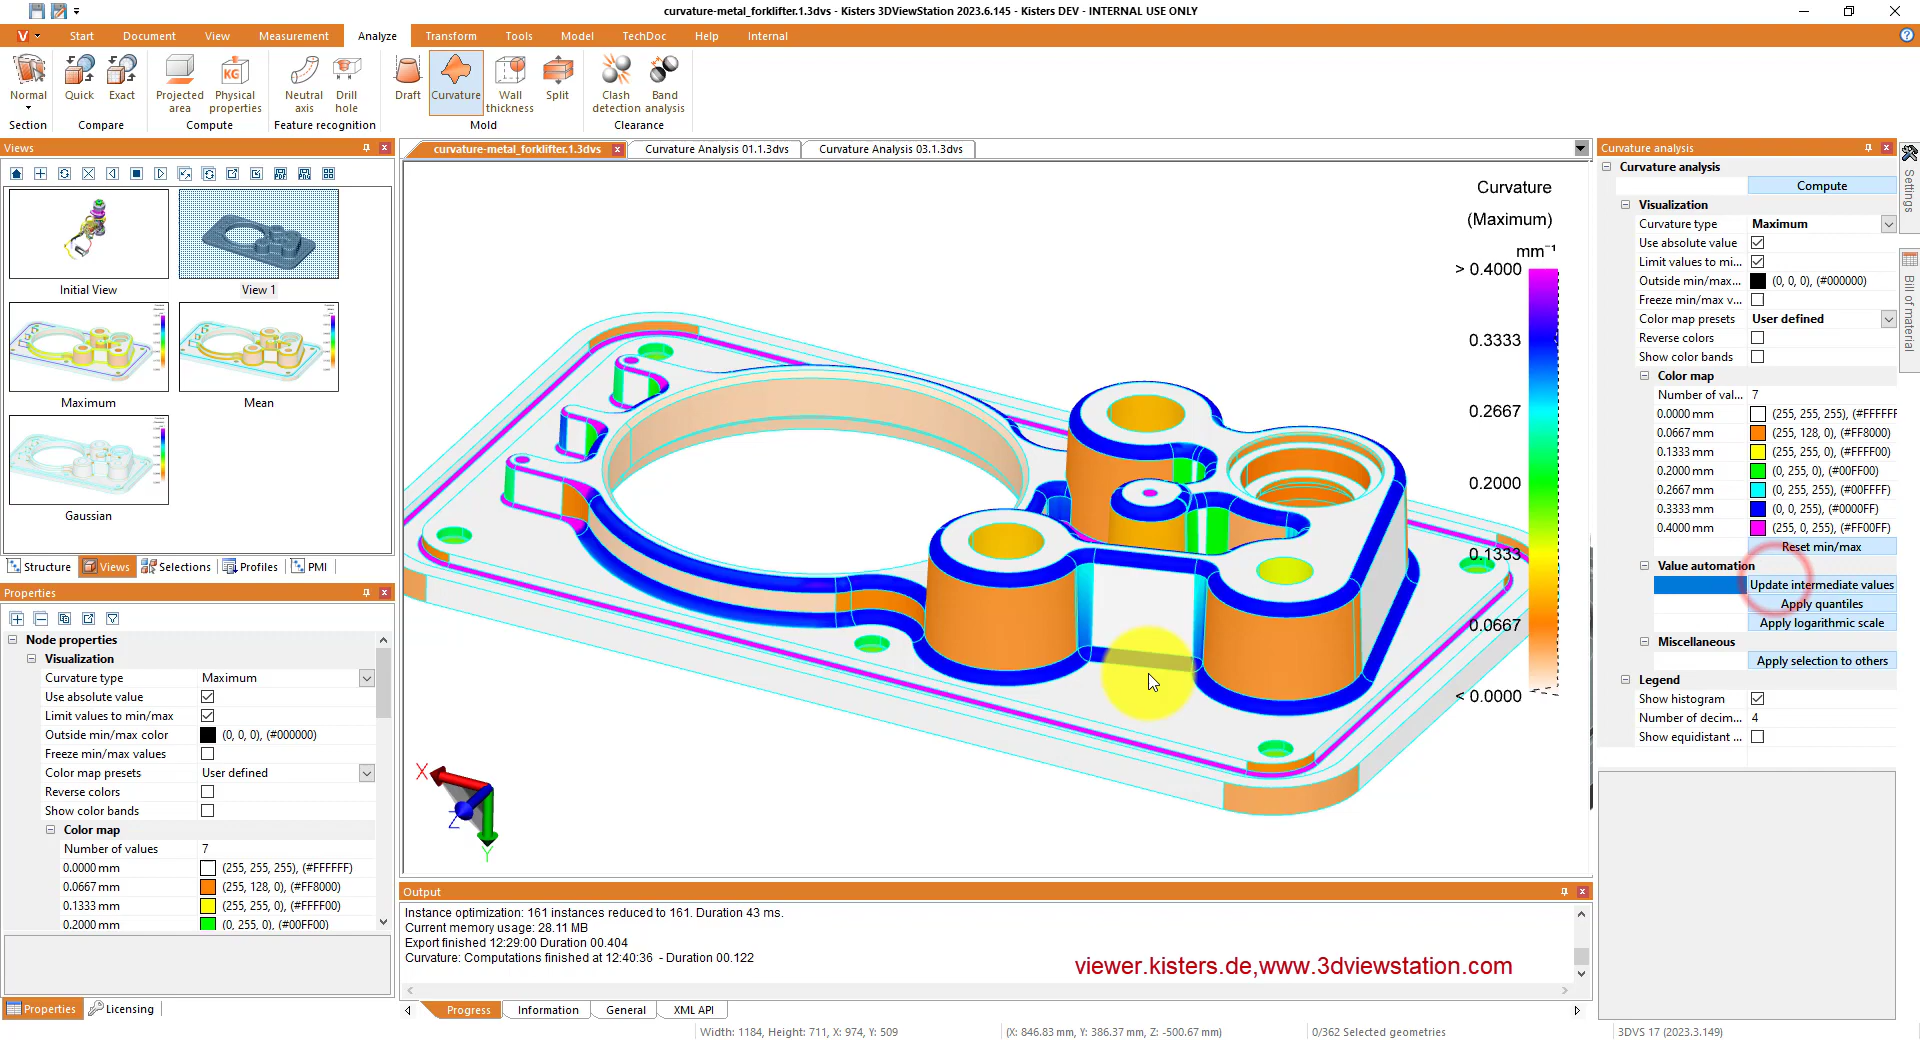 curvature-metal_forklifter.1.3dvs - Kisters 3DViewStation 2023.6.145 - Kisters DEV - INTERNAL USE ONLY
Start Document View Measurement Analyze Transform Tools Model TechDoc Help Internal
Normal Quick Exact Projected area Physical properties Neutral axis Drill hole Draft Curvature Wall thickness Split Clash detection Band analysis
Section Compare Compute Feature recognition Mold Clearance
Views
Initial View
View 1
Maximum
Mean
Gaussian
Structure Views Selections Profiles PMI
Properties
Node properties
Visualization
Curvature type Maximum
Use absolute value
Limit values to min/max
Outside min/max color (0, 0, 0), (#000000)
Freeze min/max values
Color map presets User defined
Reverse colors
Show color bands
Color map
Number of values 7
0.0000 mm (255, 255, 255), (#FFFFFF)
0.0667 mm (255, 128, 0), (#FF8000)
0.1333 mm (255, 255, 0), (#FFFF00)
0.2000 mm (0, 255, 0), (#00FF00)
Properties Licensing
curvature-metal_forklifter.1.3dvs Curvature Analysis 01.1.3dvs Curvature Analysis 03.1.3dvs
Curvature
(Maximum)
mm⁻¹
> 0.4000
0.3333
0.2667
0.2000
0.1333
0.0667
< 0.0000
X
Z
Y
Output
Instance optimization: 161 instances reduced to 161. Duration 43 ms.
Current memory usage: 28.11 MB
Export finished 12:29:00 Duration 00.404
Curvature: Computations finished at 12:40:36 - Duration 00.122
viewer.kisters.de,www.3dviewstation.com
Progress Information General XML API
Curvature analysis
Curvature analysis
Compute
Visualization
Curvature type Maximum
Use absolute value
Limit values to mi...
Outside min/max... (0, 0, 0), (#000000)
Freeze min/max v...
Color map presets User defined
Reverse colors
Show color bands
Color map
Number of val... 7
0.0000 mm (255, 255, 255), (#FFFFFF
0.0667 mm (255, 128, 0), (#FF8000)
0.1333 mm (255, 255, 0), (#FFFF00)
0.2000 mm (0, 255, 0), (#00FF00)
0.2667 mm (0, 255, 255), (#00FFFF)
0.3333 mm (0, 0, 255), (#0000FF)
0.4000 mm (255, 0, 255), (#FF00FF)
Reset min/max
Value automation
Update intermediate values
Apply quantiles
Apply logarithmic scale
Miscellaneous
Apply selection to others
Legend
Show histogram
Number of decim... 4
Show equidistant ...
Settings
Bill of material
Width: 1184, Height: 711, X: 974, Y: 509 (X: 846.83 mm, Y: 386.37 mm, Z: -500.67 mm) 0/362 Selected geometries 3DVS 17 (2023.3.149)